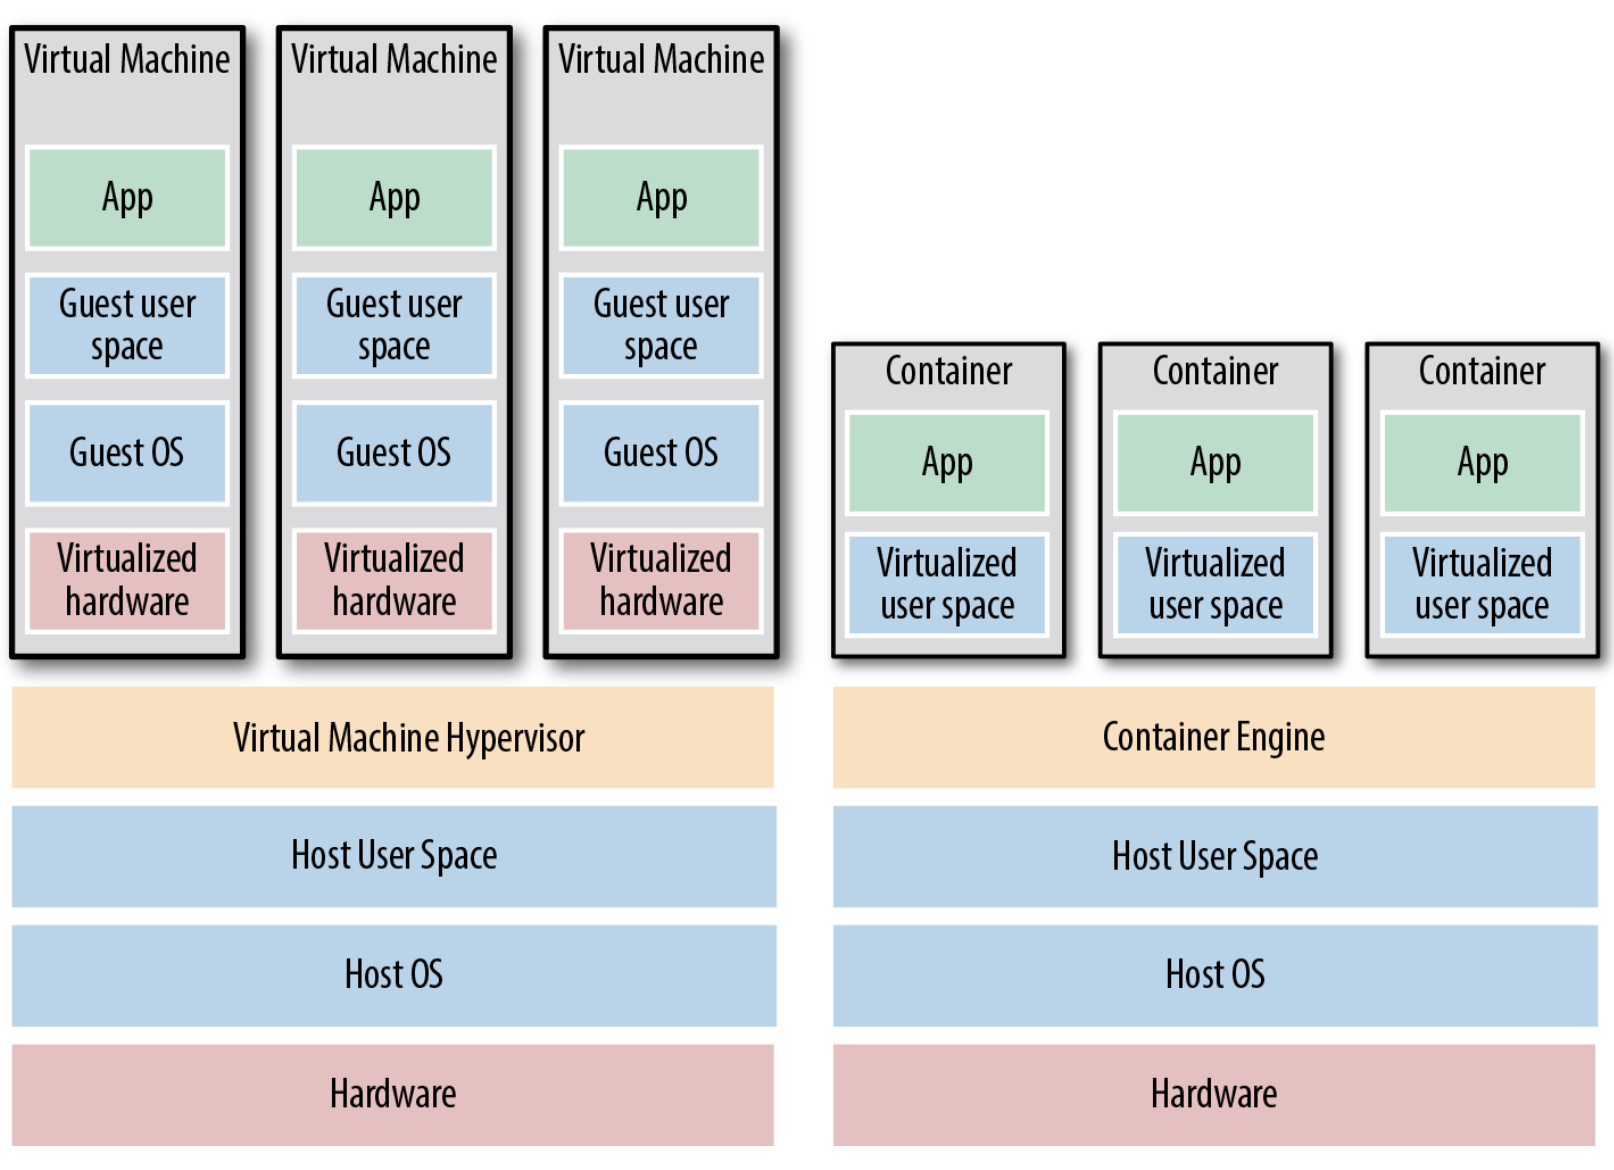 Virtual Machine
Virtual Machine
Virtual Machine
App
App
App
Guest user
space
Guest user
space
Guest user
space
Guest OS
Guest OS
Guest OS
Virtualized
hardware
Virtualized
hardware
Virtualized
hardware
Virtual Machine Hypervisor
Host User Space
Host OS
Hardware
Container
Container
Container
App
App
App
Virtualized
user space
Virtualized
user space
Virtualized
user space
Container Engine
Host User Space
Host OS
Hardware